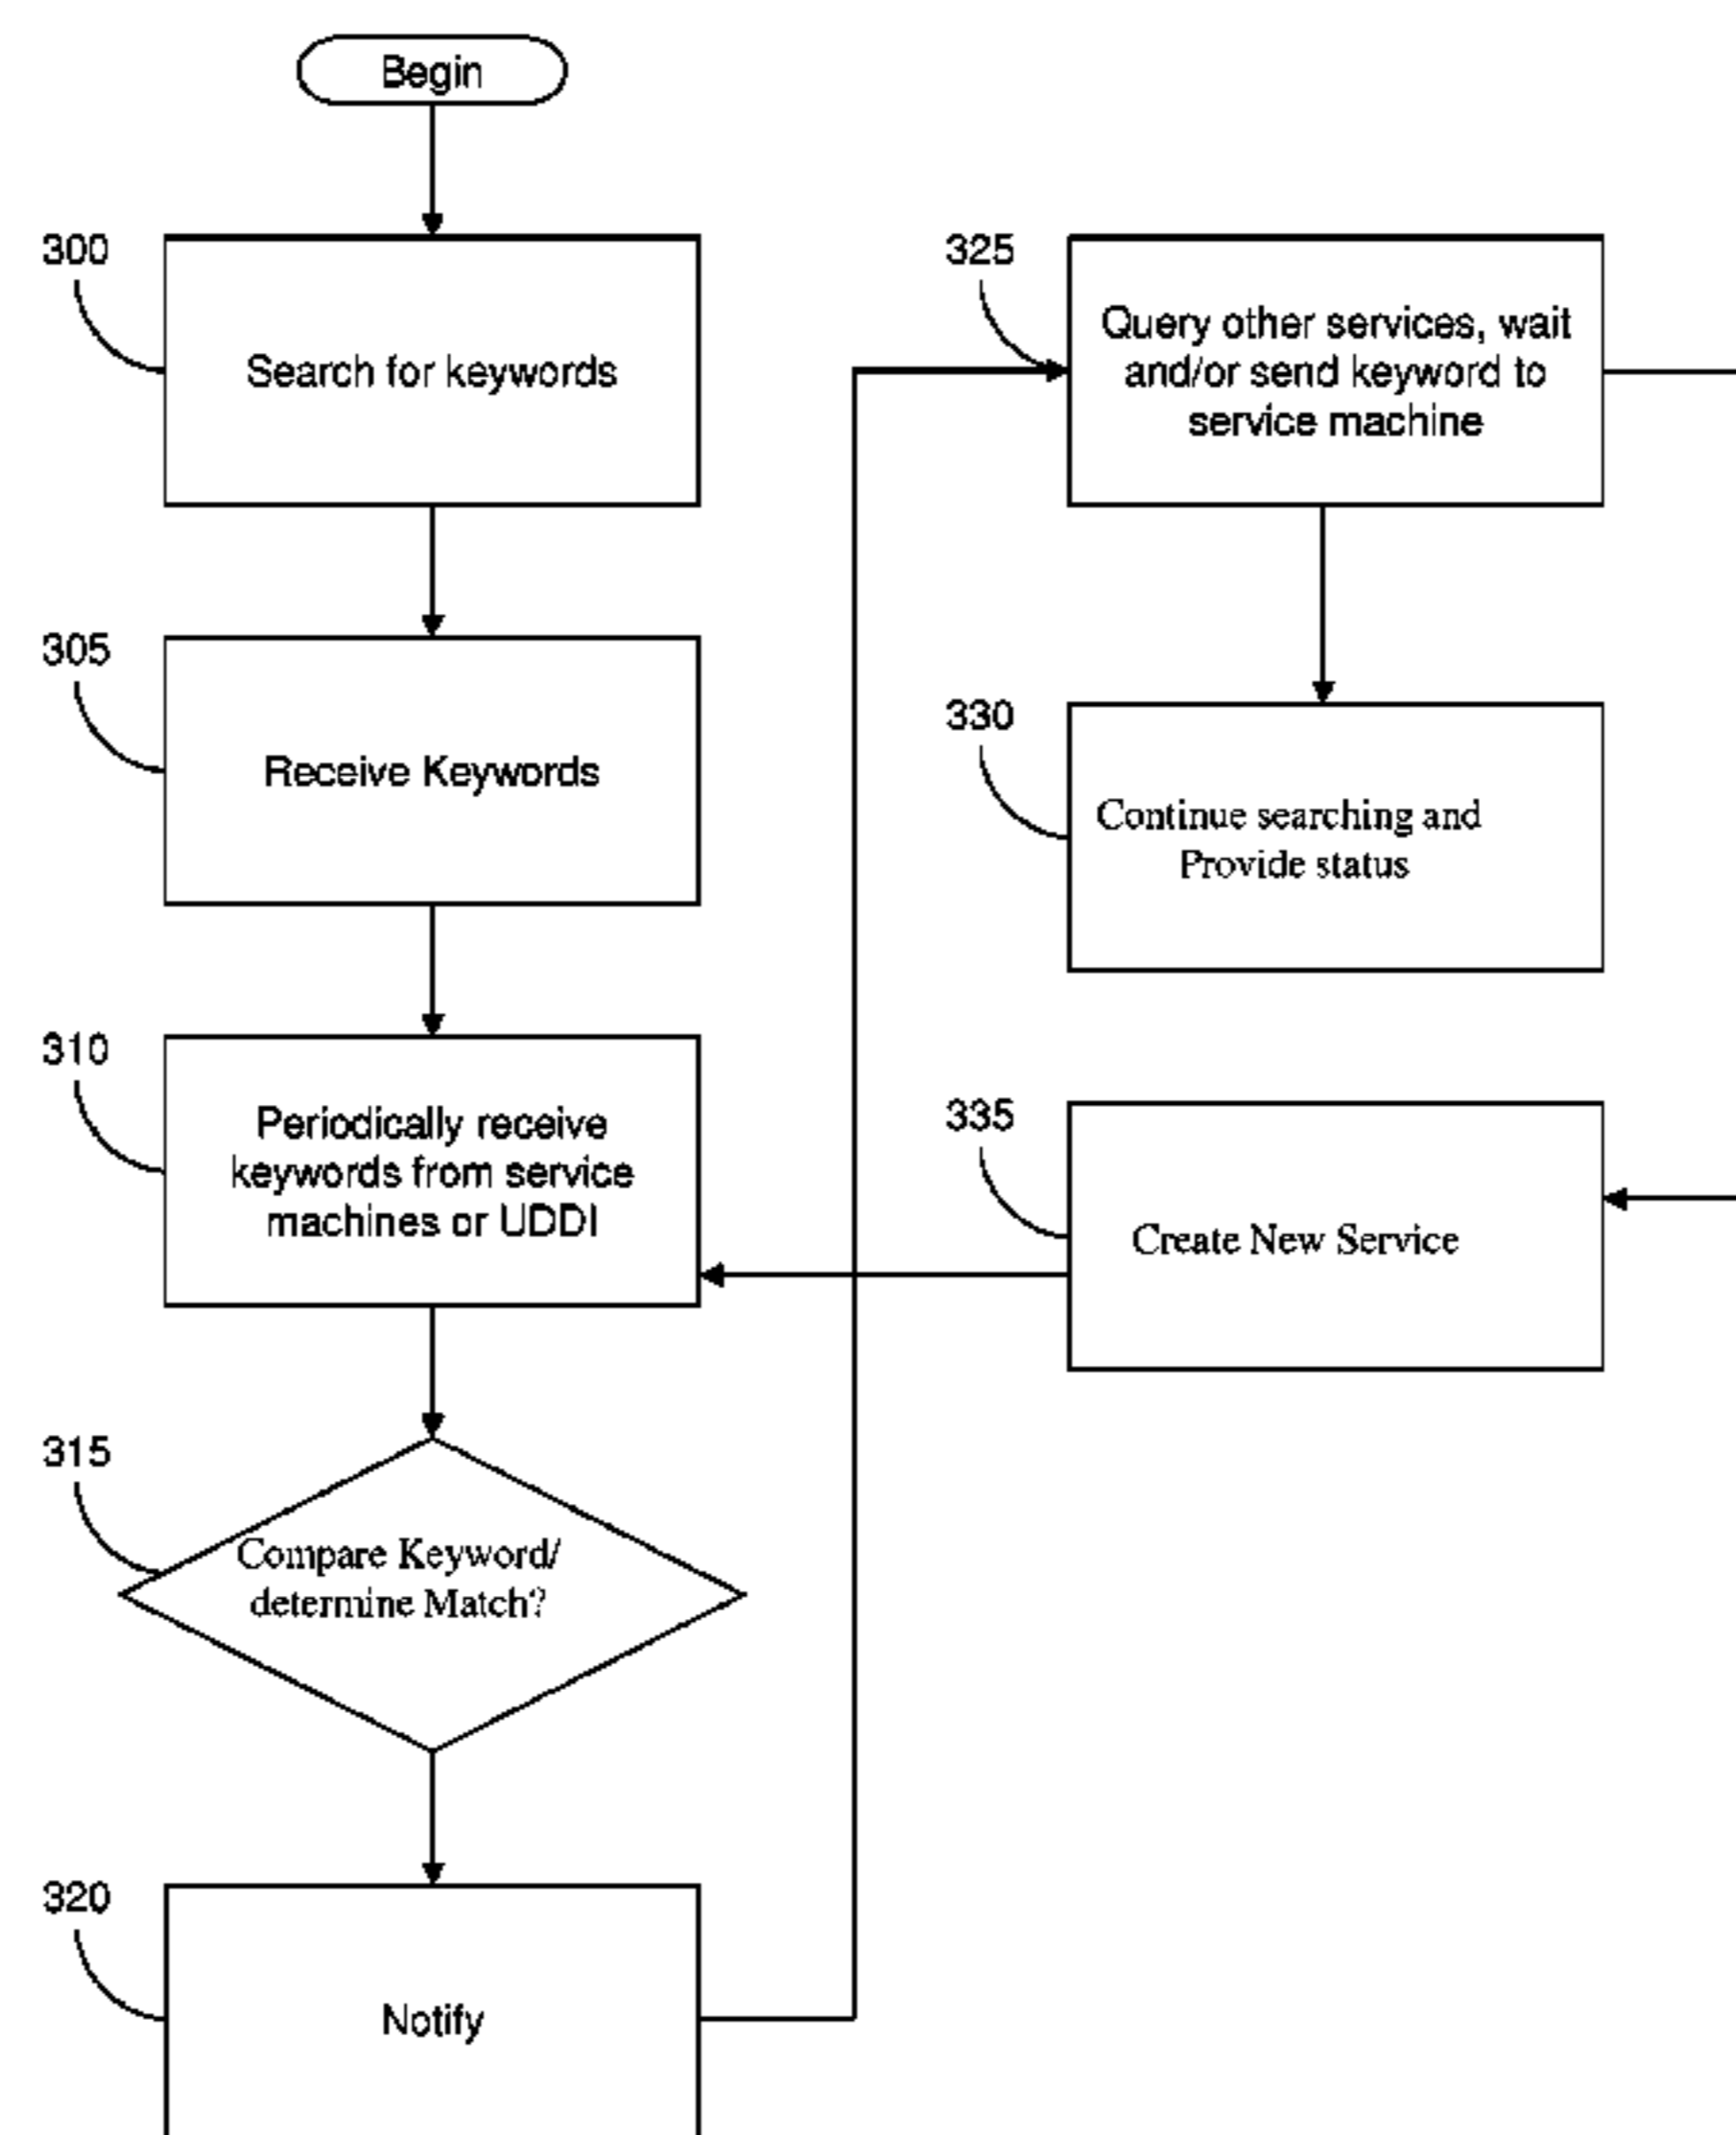 Begin
300
Search for keywords
305
Receive Keywords
310
Periodically receive
keywords from service
machines or UDDI
315
Compare Keyword/
determine Match?
320
Notify
325
Query other services, wait
and/or send keyword to
service machine
330
Continue searching and
Provide status
335
Create New Service